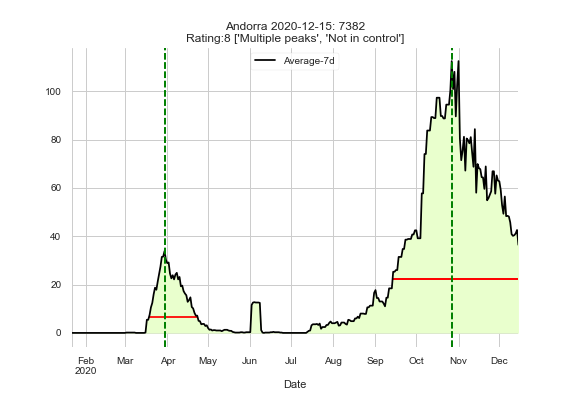 Andorra 2020-12-15: 7382
Rating:8 ['Multiple peaks', 'Not in control']
Average-7d
100
80
60
40
20
0
Feb Mar Apr May Jun Jul Aug Sep Oct Nov Dec
2020
Date